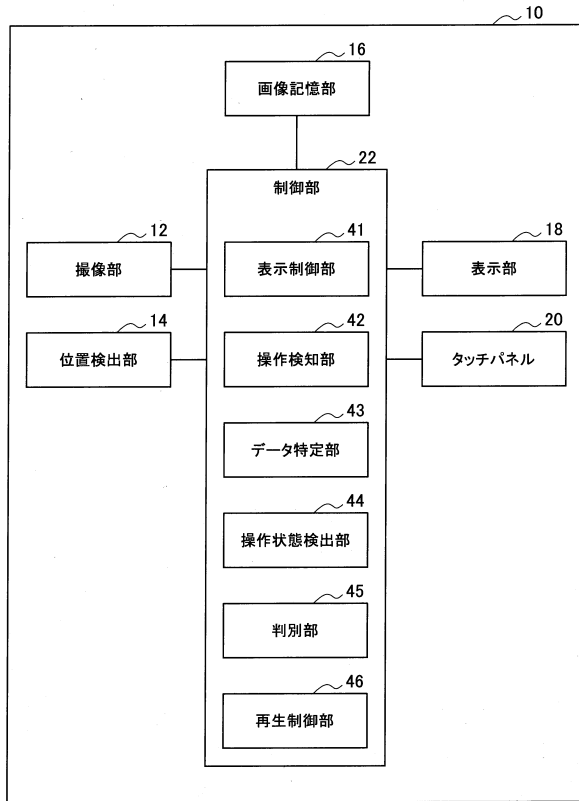 10
16
画像記憶部
22
制御部
12
撮像部
41
表示制御部
18
表示部
14
位置検出部
42
操作検知部
20
タッチパネル
43
データ特定部
44
操作状態検出部
45
判別部
46
再生制御部